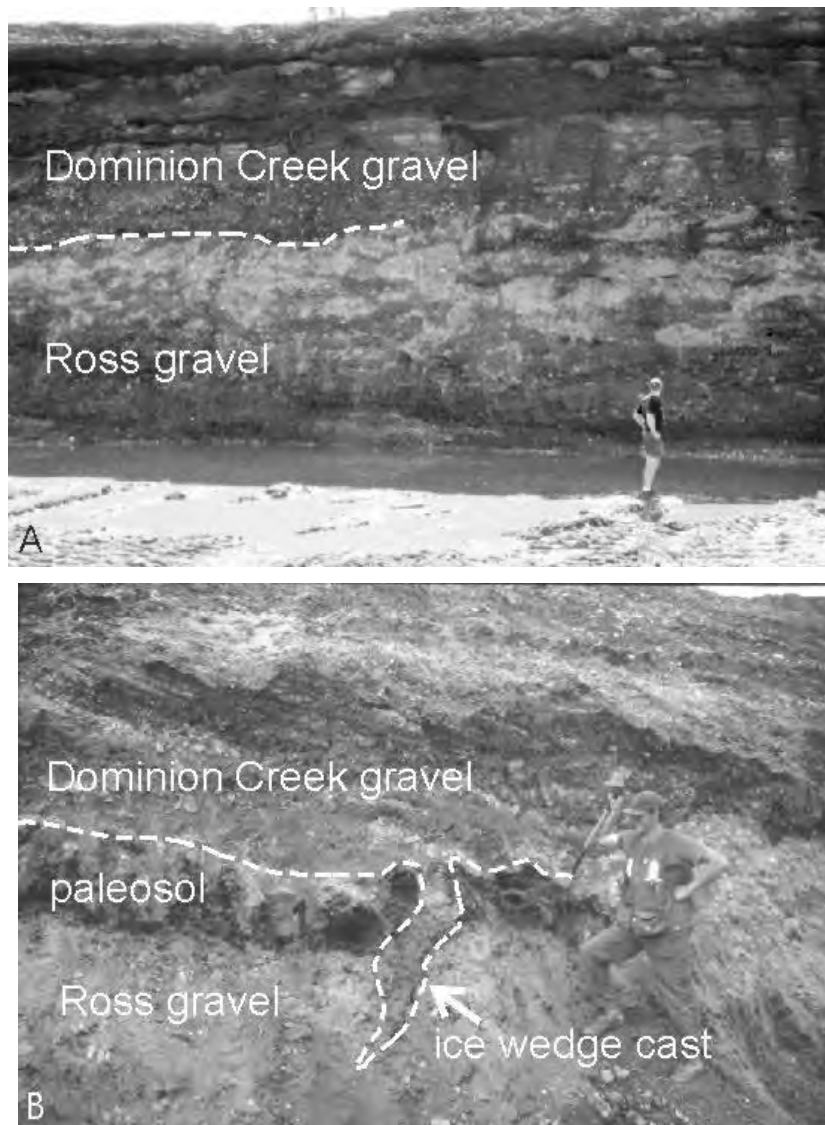 Dominion Creek gravel
Ross gravel
A
Dominion Creek gravel
paleosol
Ross gravel
ice wedge cast
B